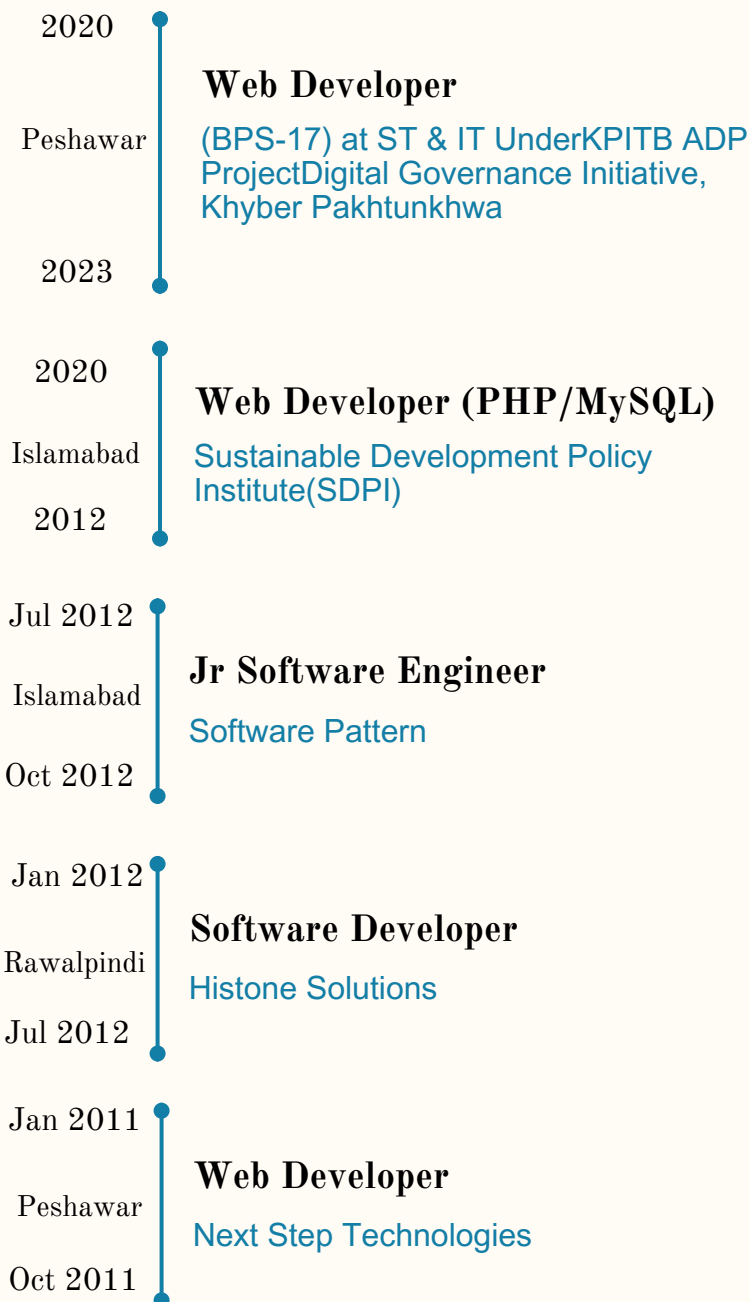 2020
Web Developer
Peshawar
(BPS-17) at ST & IT UnderKPITB ADP
ProjectDigital Governance Initiative,
Khyber Pakhtunkhwa
2023
2020
Web Developer (PHP/MySQL)
Islamabad
Sustainable Development Policy
Institute(SDPI)
2012
Jul 2012
Jr Software Engineer
Islamabad
Software Pattern
Oct 2012
Jan 2012
Software Developer
Rawalpindi
Histone Solutions
Jul 2012
Jan 2011
Web Developer
Peshawar
Next Step Technologies
Oct 2011